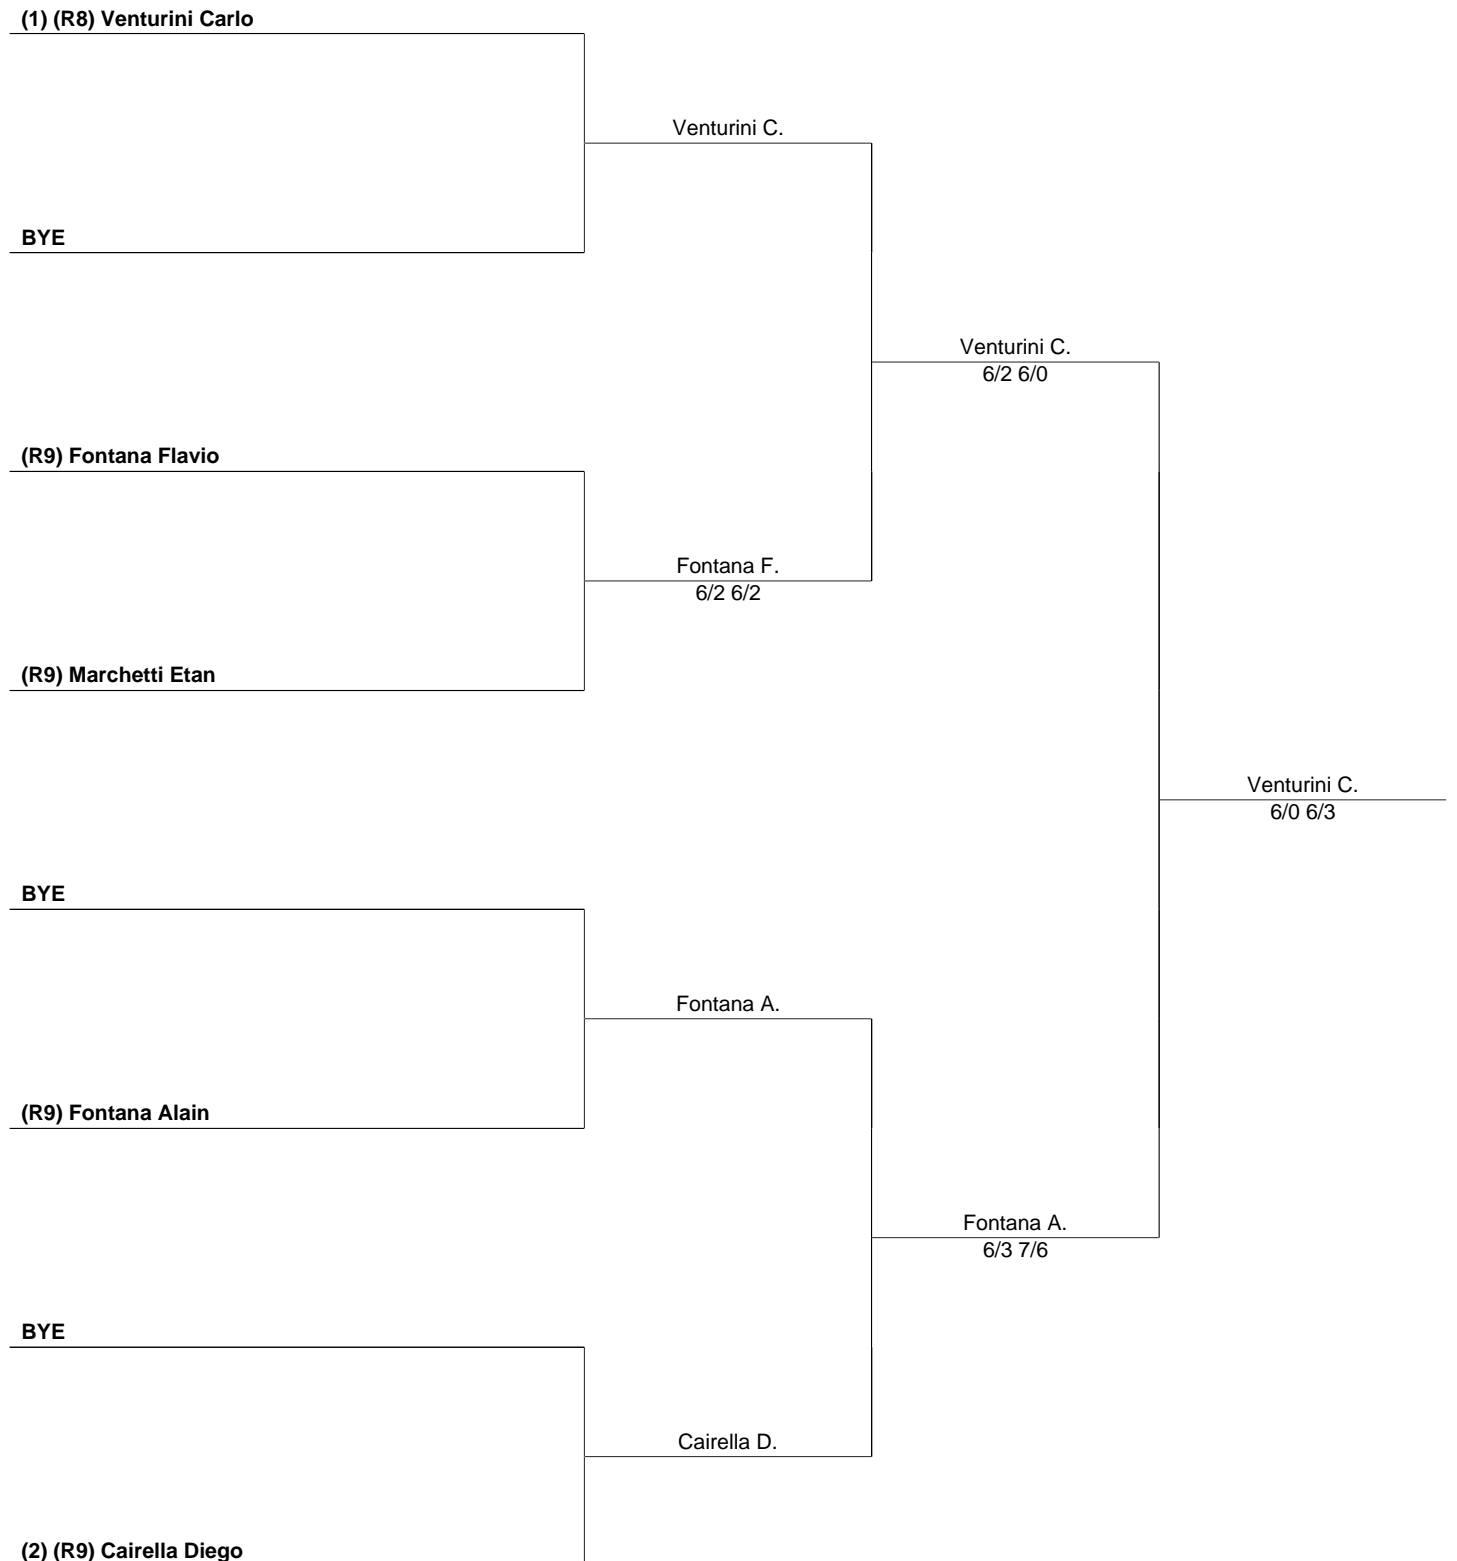 (1) (R8) Venturini Carlo
Venturini C.
BYE
Venturini C.
6/2 6/0
(R9) Fontana Flavio
Fontana F.
6/2 6/2
(R9) Marchetti Etan
Venturini C.
6/0 6/3
BYE
Fontana A.
(R9) Fontana Alain
Fontana A.
6/3 7/6
BYE
Cairella D.
(2) (R9) Cairella Diego